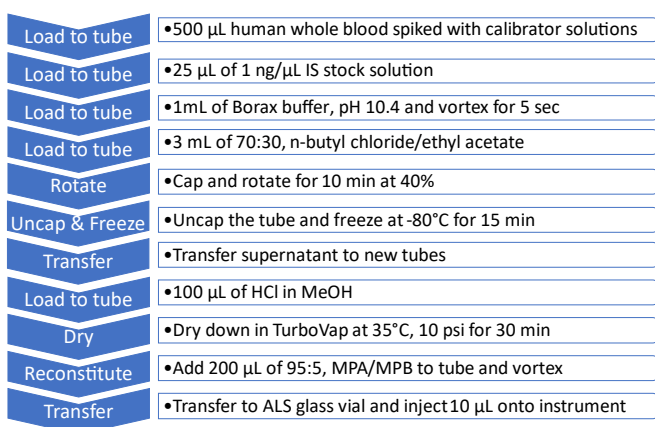 Load to tube
•500 µL human whole blood spiked with calibrator solutions
Load to tube
•25 µL of 1 ng/µL IS stock solution
Load to tube
•1mL of Borax buffer, pH 10.4 and vortex for 5 sec
Load to tube
•3 mL of 70:30, n-butyl chloride/ethyl acetate
Rotate
•Cap and rotate for 10 min at 40%
Uncap & Freeze
•Uncap the tube and freeze at -80°C for 15 min
Transfer
•Transfer supernatant to new tubes
Load to tube
•100 µL of HCl in MeOH
Dry
•Dry down in TurboVap at 35°C, 10 psi for 30 min
Reconstitute
•Add 200 µL of 95:5, MPA/MPB to tube and vortex
Transfer
•Transfer to ALS glass vial and inject 10 µL onto instrument